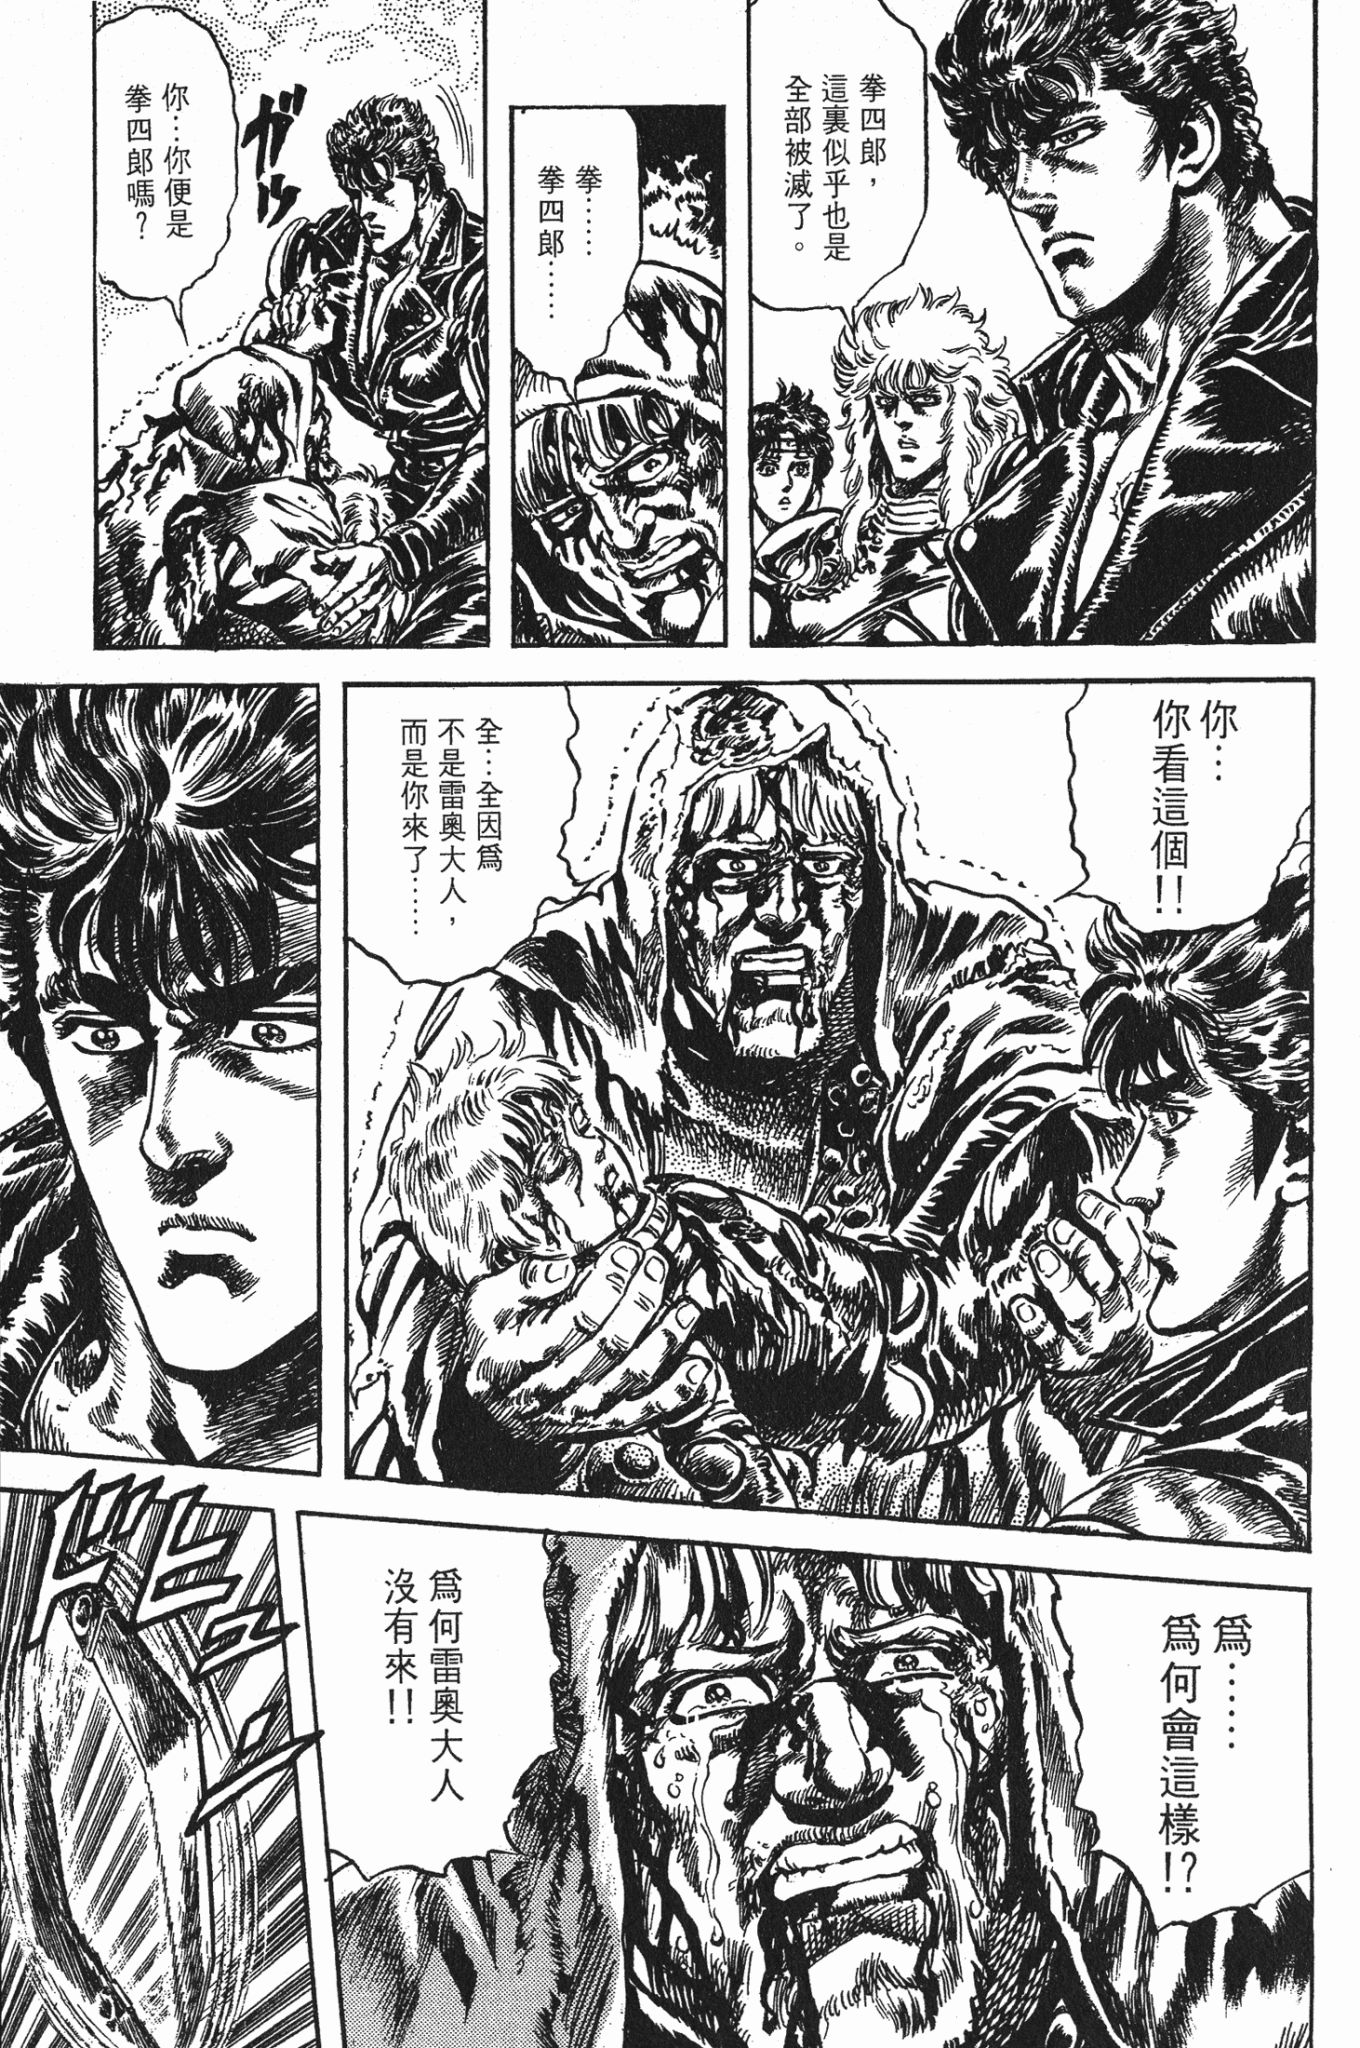 拳四郎，
這裏似乎也是
全部被滅了。
拳……
拳四郎……
ガッ
你…你便是
拳四郎嗎？
你…
你看這個!!
全…全因爲
不是雷奧大人，
而是你來了……
爲……
爲何會這樣!?
爲何雷奧大人
沒有來!!
ドヒュン